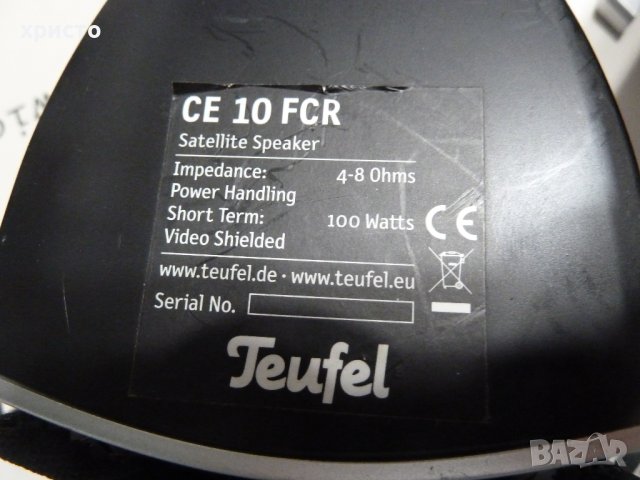 христо
CE 10 FCR
Satellite Speaker
Impedance: 4-8 Ohms
Power Handling
Short Term: 100 Watts
Video Shielded
CE
www.teufel.de · www.teufel.eu
Serial No.
Teufel
BAZAR